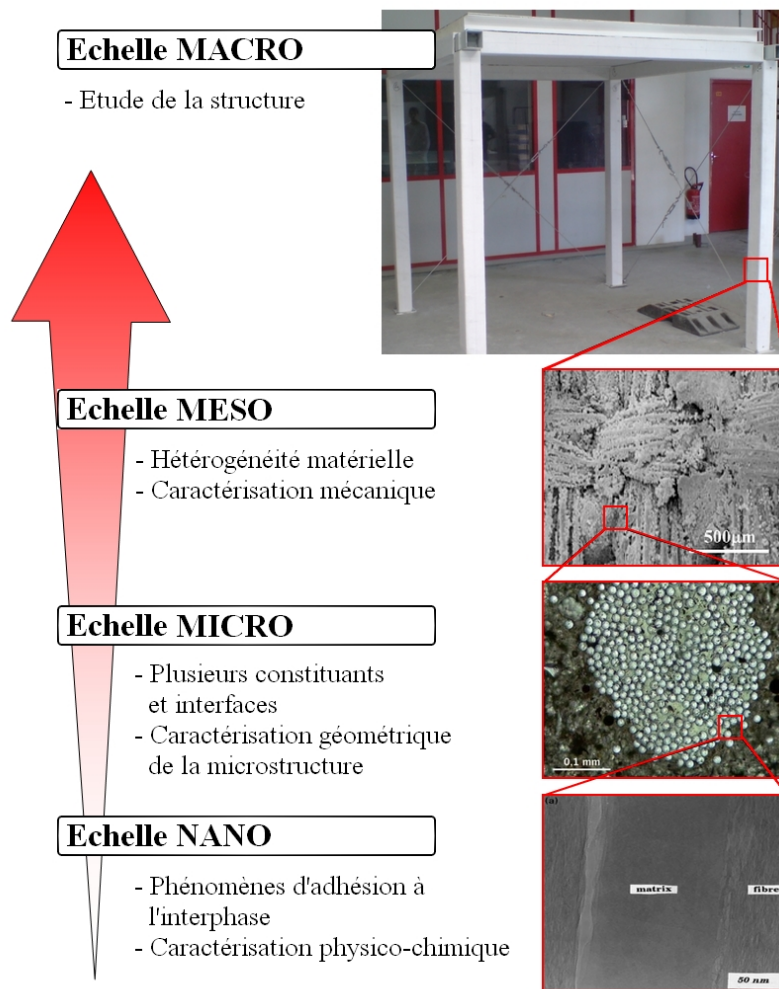 Echelle MACRO
- Etude de la structure
Echelle MESO
- Hétérogénéité matérielle
- Caractérisation mécanique
500µm
Echelle MICRO
- Plusieurs constituants
et interfaces
- Caractérisation géométrique
de la microstructure
0,1 mm
Echelle NANO
- Phénomènes d'adhésion à
l'interphase
- Caractérisation physico-chimique
(a)
matrix
fibre
50 nm